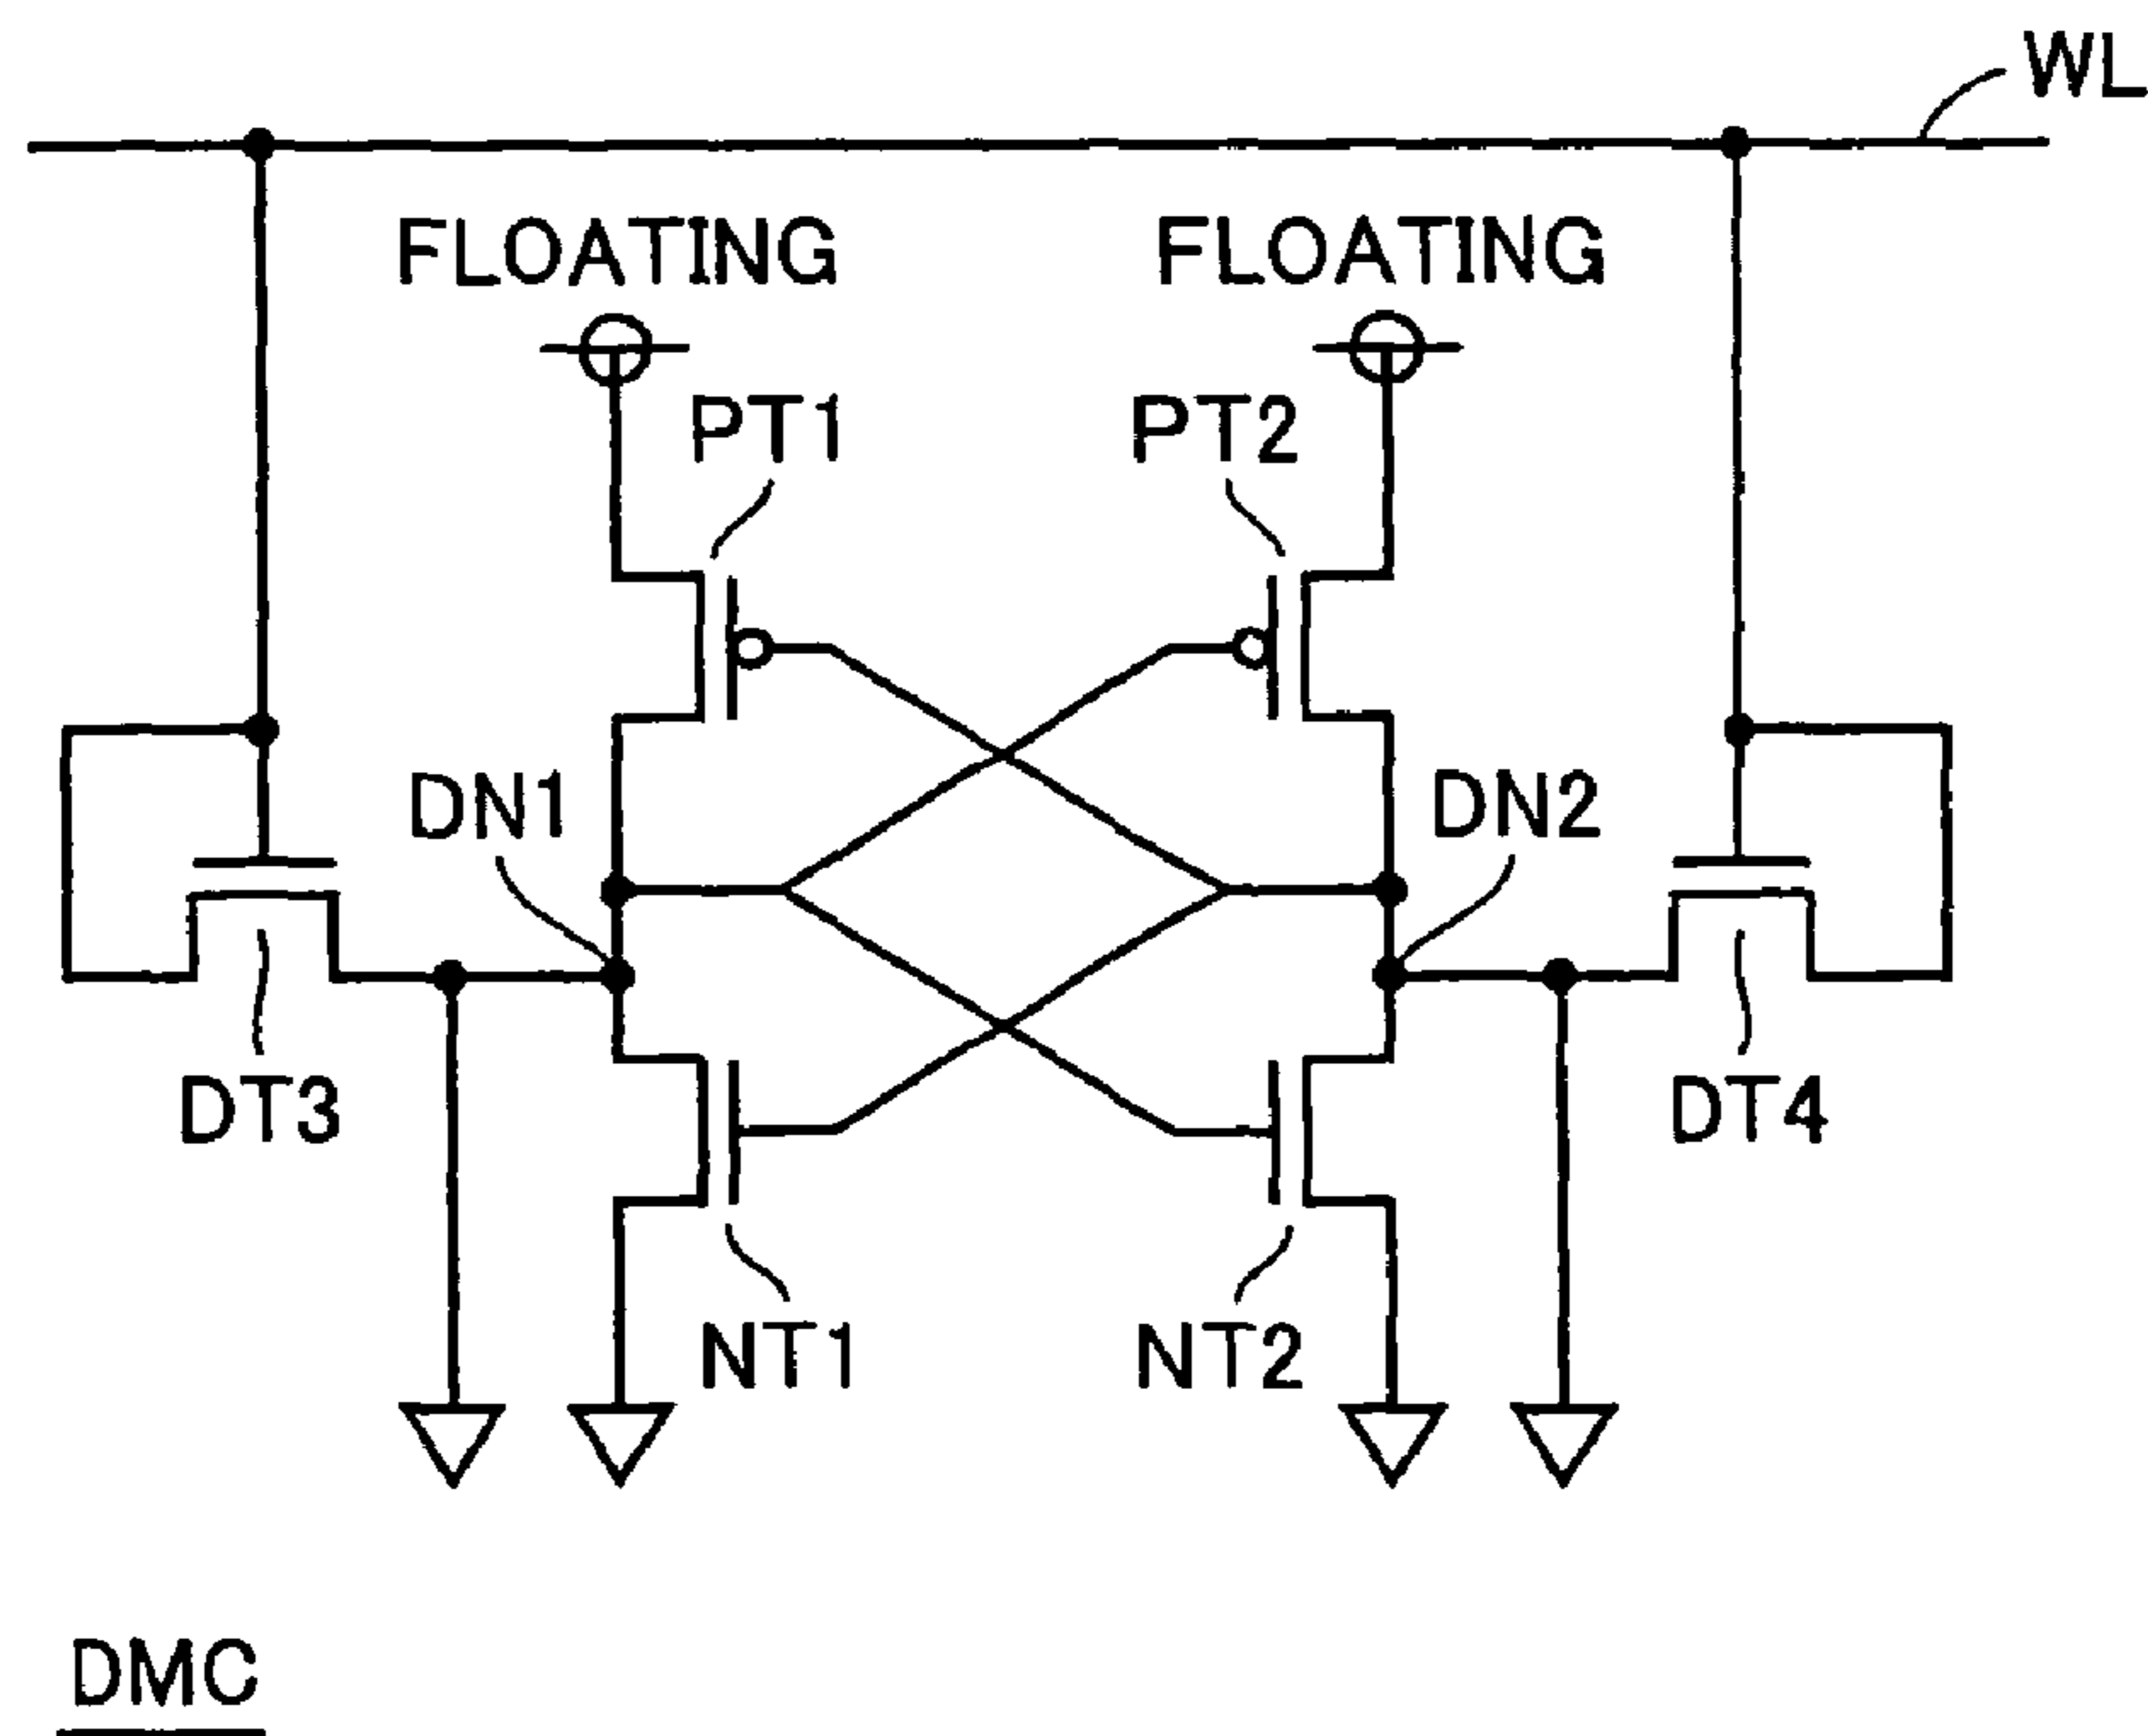 WL
FLOATING FLOATING
PT1 PT2
DN1 DN2
DT3 DT4
NT1 NT2
DMC